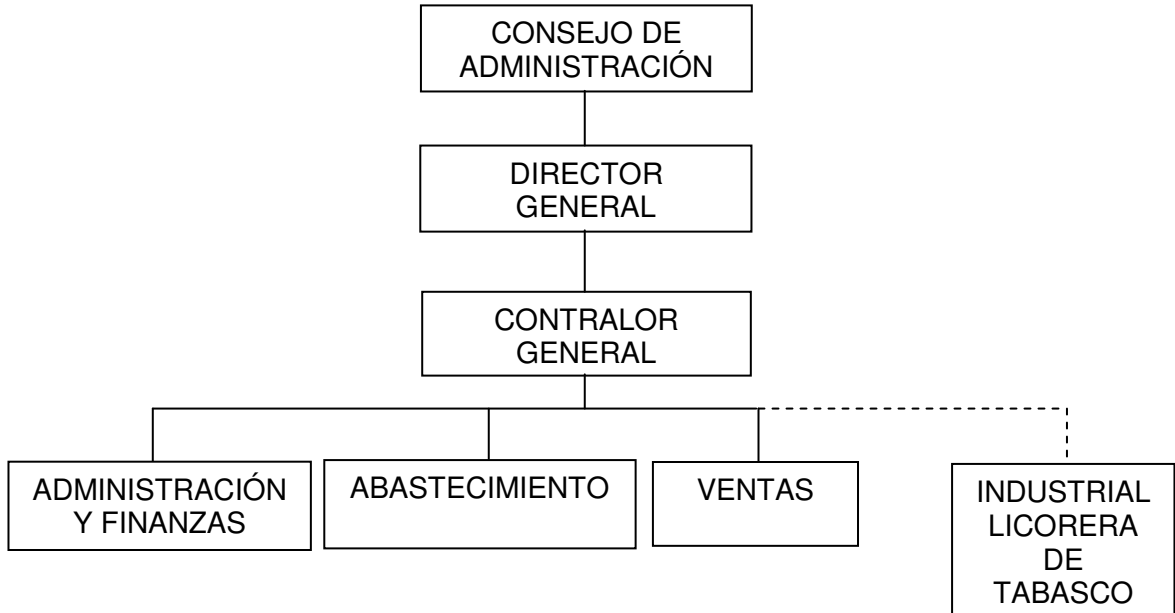 CONSEJO DE
ADMINISTRACIÓN
DIRECTOR
GENERAL
CONTRALOR
GENERAL
ADMINISTRACIÓN
Y FINANZAS
ABASTECIMIENTO
VENTAS
INDUSTRIAL
LICORERA
DE
TABASCO